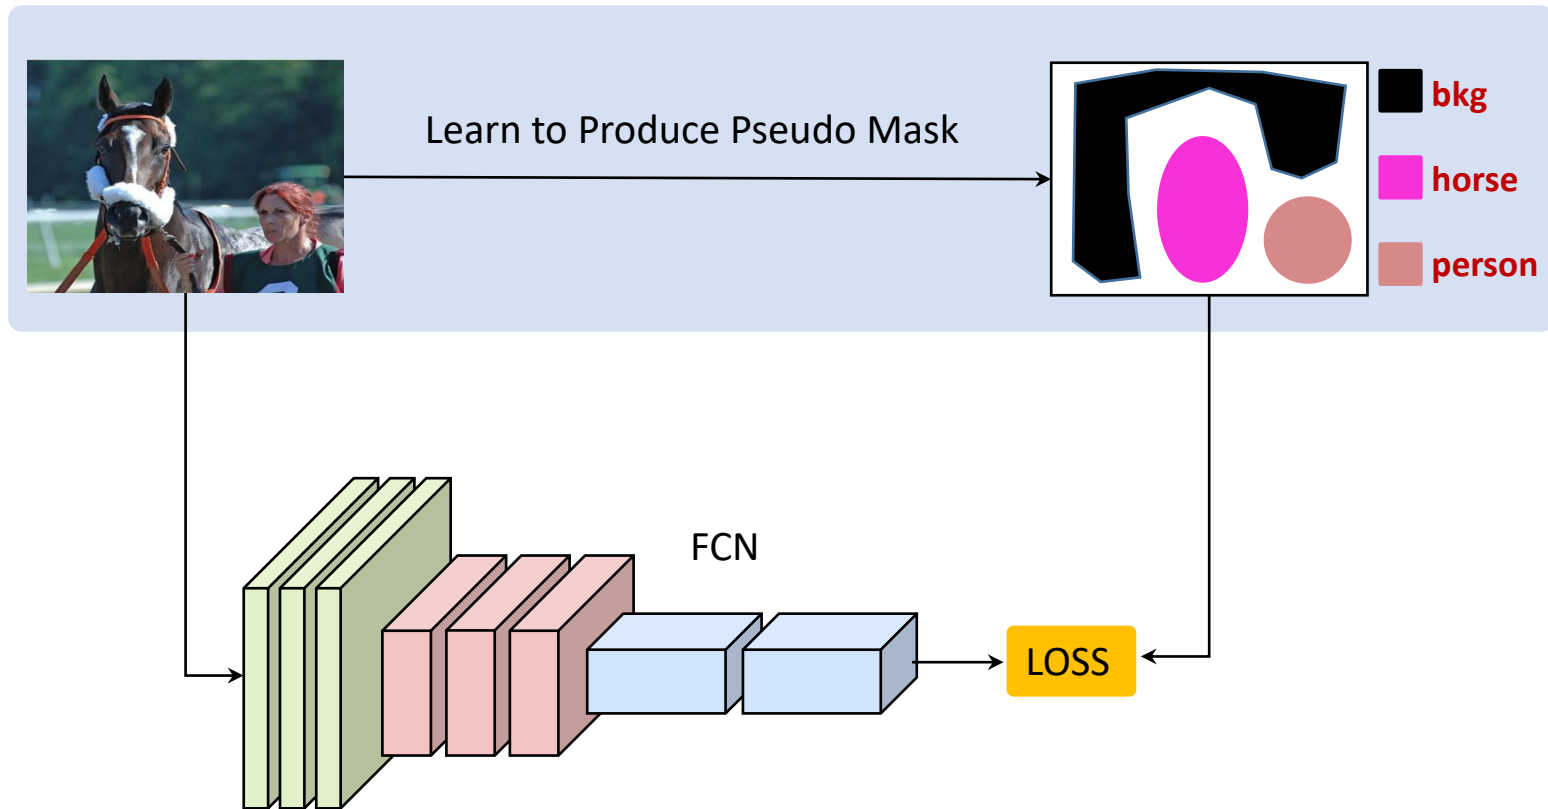 Learn to Produce Pseudo Mask
bkg
horse
person
FCN
LOSS